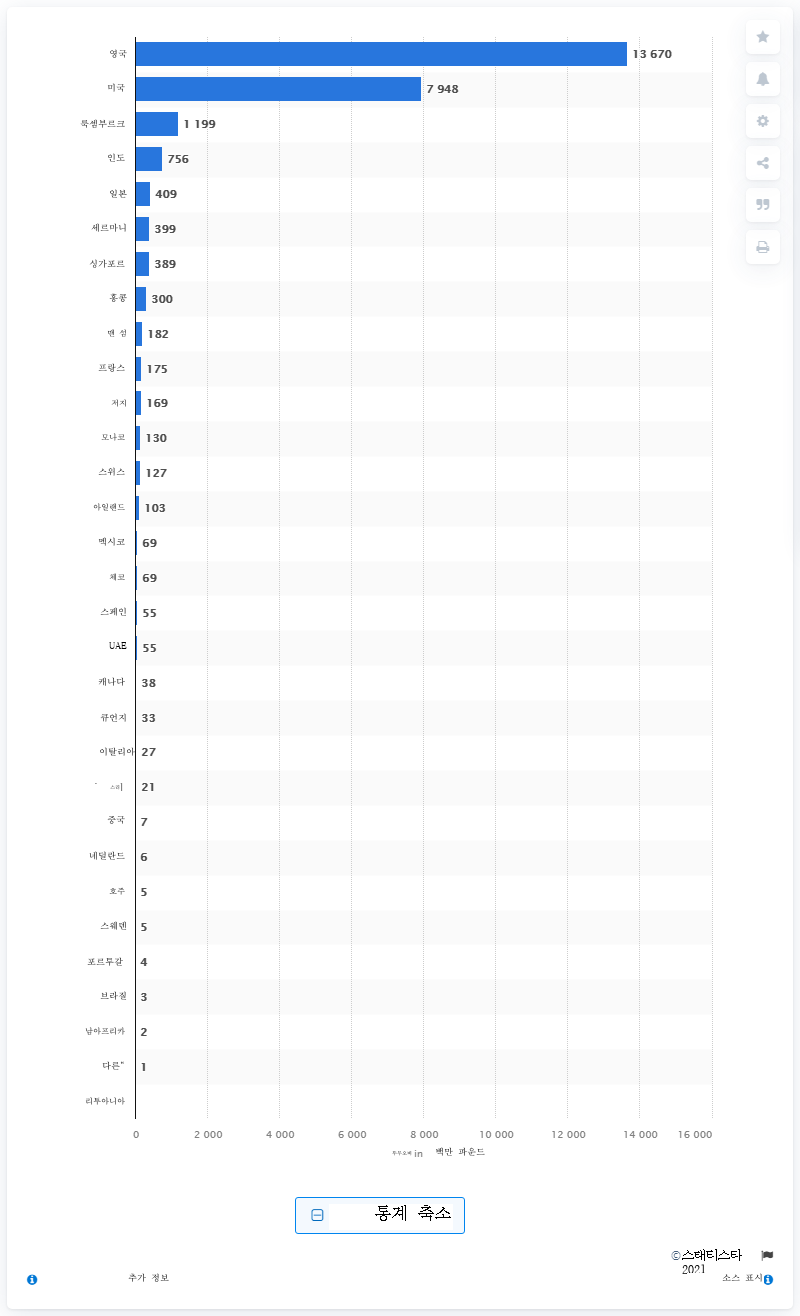 영국 13 670
미국 7 948
룩셈부르크 1 199
인도 756
일본 409
세르마니 399
싱가포르 389
홍콩 300
맨 섬 182
프랑스 175
저지 169
모나코 130
스위스 127
아일랜드 103
멕시코 69
체코 69
스페인 55
UAE 55
캐나다 38
큐언지 33
이탈리아 27
21
중국 7
네덜란드 6
호주 5
스웨덴 5
포르투갈 4
브라질 3
남아프리카 2
다른" 1
리투아니아
0 2 000 4 000 6 000 8 000 10 000 12 000 14 000 16 000
in 백만 파운드
통계 축소
©스태티스타
2021
추가 정보 소스 표시